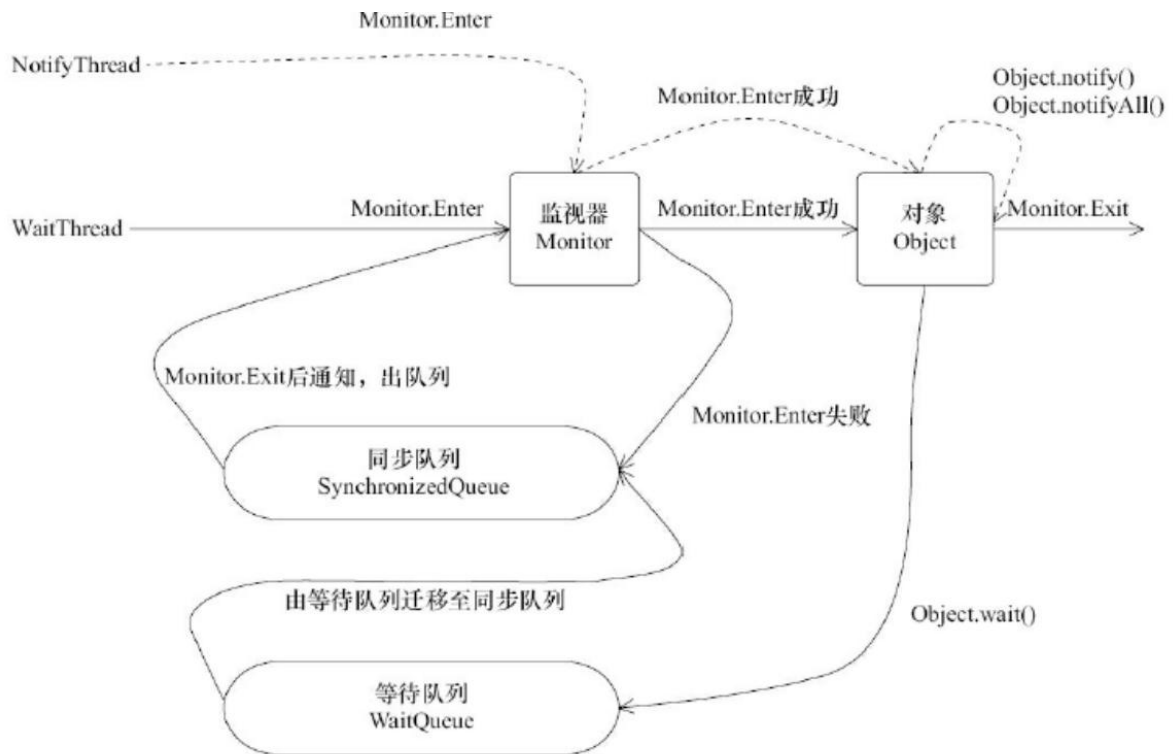 Monitor.Enter
NotifyThread
Object.notify()
Object.notifyAll()
Monitor.Enter成功
WaitThread
Monitor.Enter
监视器
Monitor
Monitor.Enter成功
对象
Object
Monitor.Exit
Monitor.Exit后通知，出队列
Monitor.Enter失败
同步队列
SynchronizedQueue
由等待队列迁移至同步队列
Object.wait()
等待队列
WaitQueue